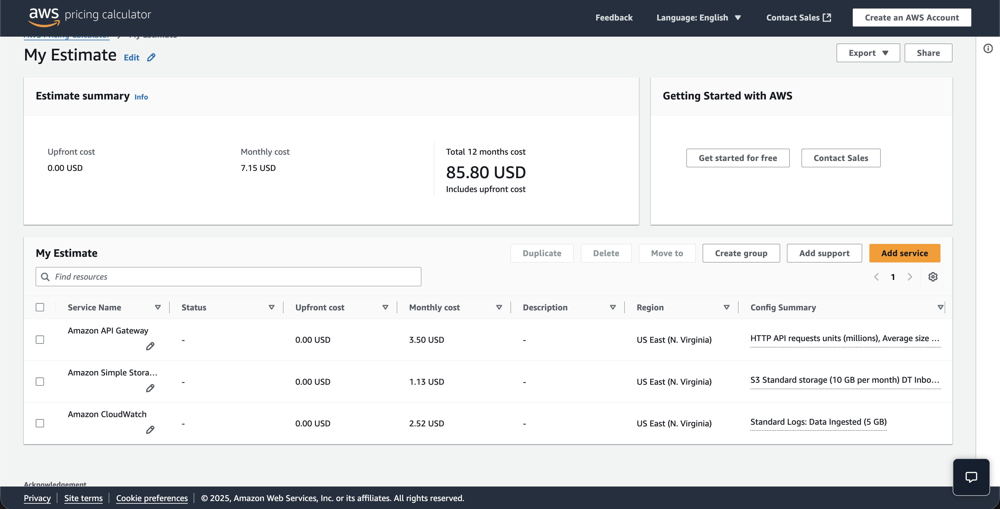 aws pricing calculator
Feedback
Language: English
Contact Sales
Create an AWS Account
AWS Pricing Calculator
My Estimate
My Estimate Edit
Export
Share
Estimate summary Info
Upfront cost
0.00 USD
Monthly cost
7.15 USD
Total 12 months cost
85.80 USD
Includes upfront cost
Getting Started with AWS
Get started for free
Contact Sales
My Estimate
Duplicate
Delete
Move to
Create group
Add support
Add service
Find resources
1
Service Name Status Upfront cost Monthly cost Description Region Config Summary
Amazon API Gateway - 0.00 USD 3.50 USD - US East (N. Virginia) HTTP API requests units (millions), Average size ...
Amazon Simple Stora... - 0.00 USD 1.13 USD - US East (N. Virginia) S3 Standard storage (10 GB per month) DT Inbo...
Amazon CloudWatch - 0.00 USD 2.52 USD - US East (N. Virginia) Standard Logs: Data Ingested (5 GB)
Acknowledgement
Privacy Site terms Cookie preferences © 2025, Amazon Web Services, Inc. or its affiliates. All rights reserved.